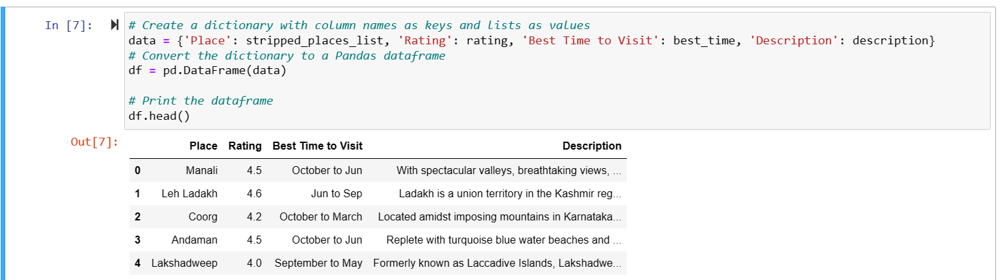 In [7]:
# Create a dictionary with column names as keys and lists as values
data = {'Place': stripped_places_list, 'Rating': rating, 'Best Time to Visit': best_time, 'Description': description}
# Convert the dictionary to a Pandas dataframe
df = pd.DataFrame(data)
# Print the dataframe
df.head()
Out[7]:
Place Rating Best Time to Visit Description
0 Manali 4.5 October to Jun With spectacular valleys, breathtaking views, ...
1 Leh Ladakh 4.6 Jun to Sep Ladakh is a union territory in the Kashmir reg...
2 Coorg 4.2 October to March Located amidst imposing mountains in Karnataka...
3 Andaman 4.5 October to Jun Replete with turquoise blue water beaches and ...
4 Lakshadweep 4.0 September to May Formerly known as Laccadive Islands, Lakshadwe...